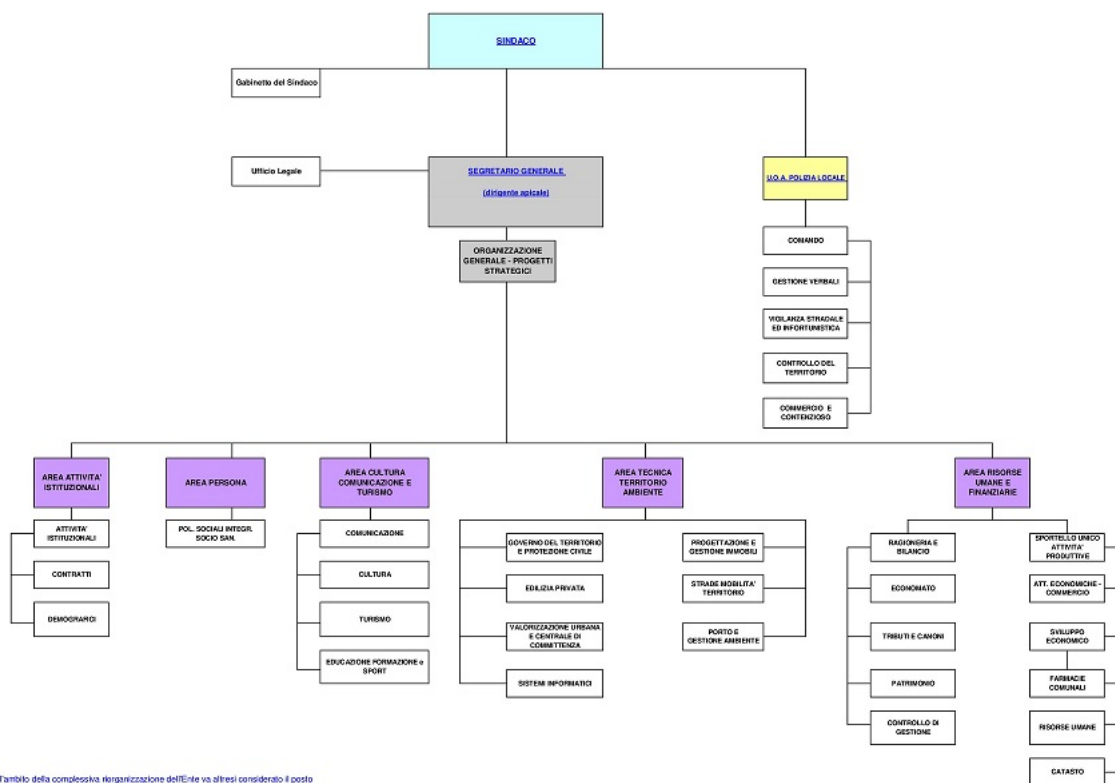 SINDACO
Gabinetto del Sindaco
Ufficio Legale
SEGRETARIO GENERALE
(dirigente apicale)
U.O.A. POLIZIA LOCALE
ORGANIZZAZIONE
GENERALE - PROGETTI
STRATEGICI
COMANDO
GESTIONE VERBALI
VIGILANZA STRADALE
ED INFORTUNISTICA
CONTROLLO DEL
TERRITORIO
COMMERCIO E
CONTENZIOSO
AREA ATTIVITA'
ISTITUZIONALI
ATTIVITA'
ISTITUZIONALI
CONTRATTI
DEMOGRAFICI
AREA PERSONA
POL. SOCIALI INTEGR.
SOCIO SAN.
AREA CULTURA
COMUNICAZIONE E
TURISMO
COMUNICAZIONE
CULTURA
TURISMO
EDUCAZIONE FORMAZIONE e
SPORT
AREA TECNICA
TERRITORIO
AMBIENTE
GOVERNO DEL TERRITORIO
E PROTEZIONE CIVILE
EDILIZIA PRIVATA
VALORIZZAZIONE URBANA
E CENTRALE DI
COMMITTENZA
SISTEMI INFORMATICI
PROGETTAZIONE E
GESTIONE IMMOBILI
STRADE MOBILITA'
TERRITORIO
PORTO E
GESTIONE AMBIENTE
AREA RISORSE
UMANE E
FINANZIARIE
RAGIONERIA E
BILANCIO
ECONOMATO
TRIBUTI E CANONI
PATRIMONIO
CONTROLLO DI
GESTIONE
SPORTELLO UNICO
ATTIVITA'
PRODUTTIVE
ATT. ECONOMICHE -
COMMERCIO
SVILUPPO
ECONOMICO
FARMACIE
COMUNALI
RISORSE UMANE
CATASTO
l'ambito della complessiva riorganizzazione dell'Ente va altresì considerato il posto